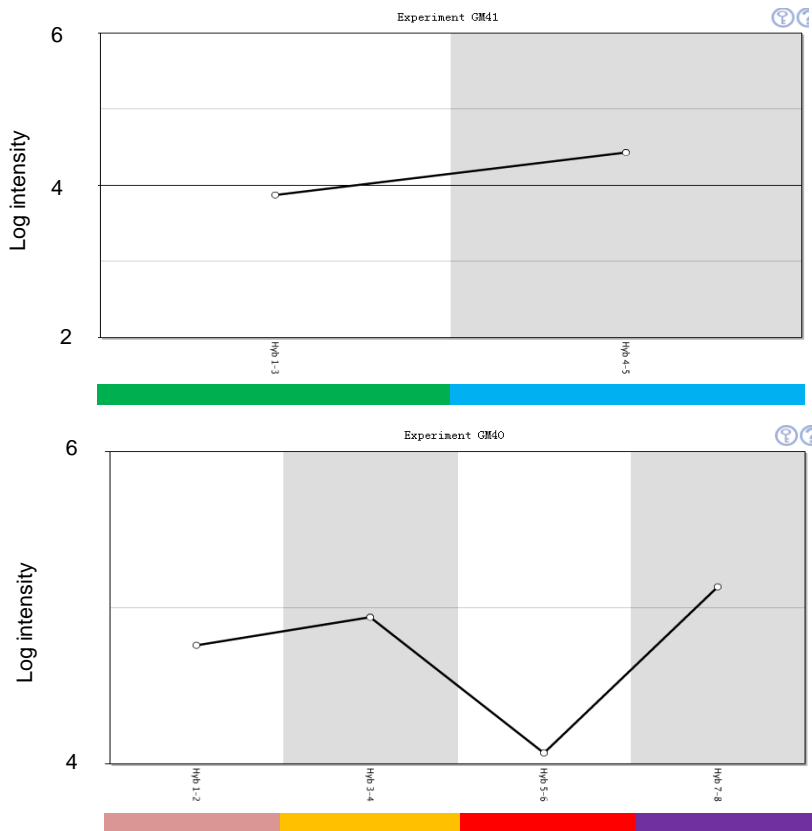 Experiment GM41
6
Log intensity
4
2
Hyb 1-3
Hyb 4-5
Experiment GM40
6
Log intensity
4
Hyb 1-2
Hyb 3-4
Hyb 5-6
Hyb 7-8